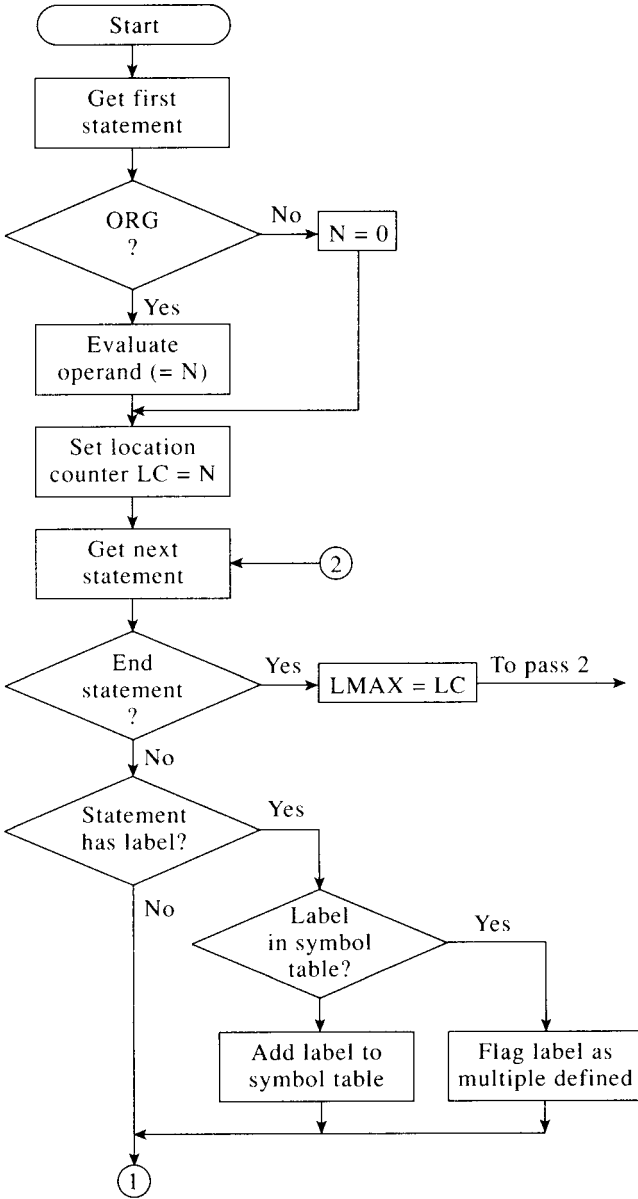 Start
Get first
statement
ORG
?
No
N = 0
Yes
Evaluate
operand (= N)
Set location
counter LC = N
Get next
statement
2
End
statement
?
Yes
LMAX = LC
To pass 2
No
Statement
has label?
Yes
No
Label
in symbol
table?
Yes
Add label to
symbol table
Flag label as
multiple defined
1